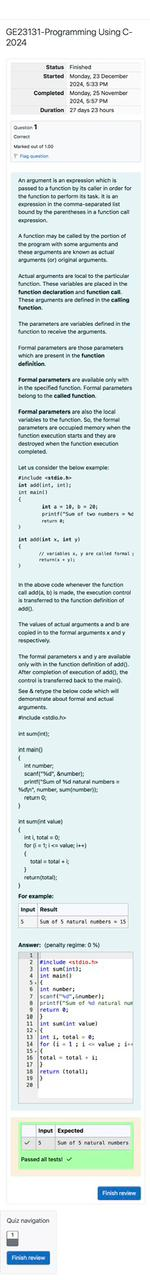 GE23131-Programming Using C-
2024
Status Finished
Started Monday, 23 December
2024, 5:33 PM
Completed Monday, 25 November
2024, 5:57 PM
Duration 27 days 23 hours
Question 1
Correct
Marked out of 1.00
Flag question
An argument is an expression which is
passed to a function by its caller in order for
the function to perform its task. It is an
expression in the comma-separated list
bound by the parentheses in a function call
expression.
A function may be called by the portion of
the program with some arguments and
these arguments are known as actual
arguments (or) original arguments.
Actual arguments are local to the particular
function. These variables are placed in the
function declaration and function call.
These arguments are defined in the calling
function.
The parameters are variables defined in the
function to receive the arguments.
Formal parameters are those parameters
which are present in the function
definition.
Formal parameters are available only with
in the specified function. Formal parameters
belong to the called function.
Formal parameters are also the local
variables to the function. So, the formal
parameters are occupied memory when the
function execution starts and they are
destroyed when the function execution
completed.
Let us consider the below example:
#include <stdio.h>
int add(int, int);
int main()
{
int a = 10, b = 20;
printf("Sum of two numbers = %d
return 0;
}
int add(int x, int y)
{
// variables x, y are called formal
return(x + y);
}
In the above code whenever the function
call add(a, b) is made, the execution control
is transferred to the function definition of
add().
The values of actual arguments a and b are
copied in to the formal arguments x and y
respectively.
The formal parameters x and y are available
only with in the function definition of add().
After completion of execution of add(), the
control is transferred back to the main().
See & retype the below code which will
demonstrate about formal and actual
arguments.
#include <stdio.h>
int sum(int);
int main()
{
int number;
scanf("%d", &number);
printf("Sum of %d natural numbers =
%d\n", number, sum(number));
return 0;
}
int sum(int value)
{
int i, total = 0;
for (i = 1; i <= value; i++)
{
total = total + i;
}
return(total);
}
For example:
Input Result
5 Sum of 5 natural numbers = 15
Answer: (penalty regime: 0 %)
1
2 #include <stdio.h>
3 int sum(int);
4 int main()
5 {
6 int number;
7 scanf("%d",&number);
8 printf("Sum of %d natural num
9 return 0;
10 }
11 int sum(int value)
12 {
13 int i, total = 0;
14 for (i = 1 ; i <= value ; i++
15 {
16 total = total + i;
17 }
18 return (total);
19 }
20
Input Expected
5 Sum of 5 natural numbers
Passed all tests!
Finish review
Quiz navigation
1
Finish review